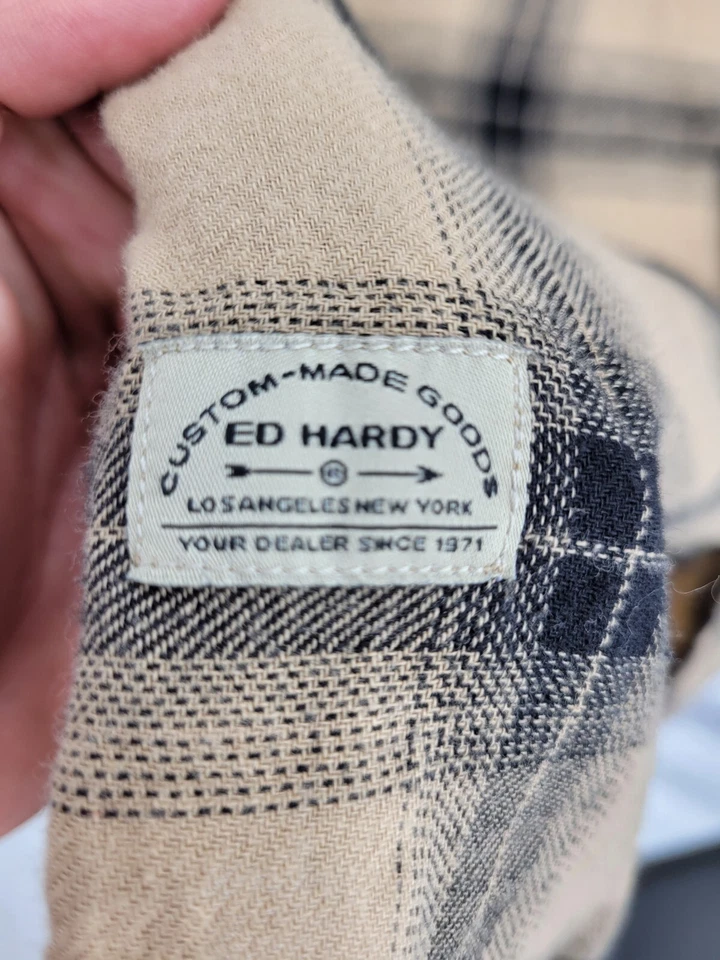 CUSTOM-MADE GOODS
ED HARDY
LOS ANGELES NEW YORK
YOUR DEALER SINCE 1971